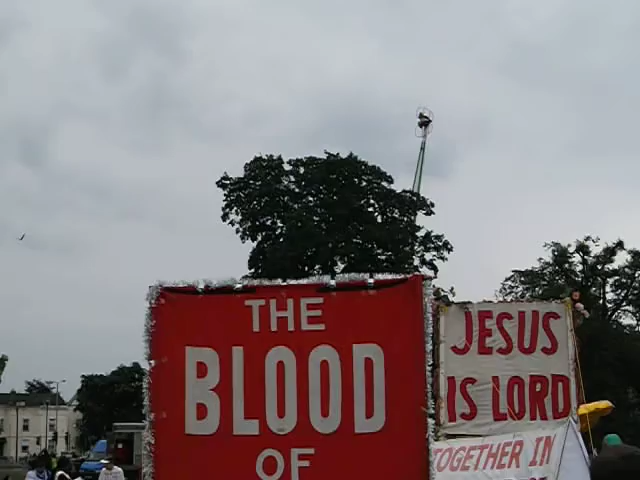 THE
BLOOD
OF
JESUS
IS LORD
TOGETHER IN